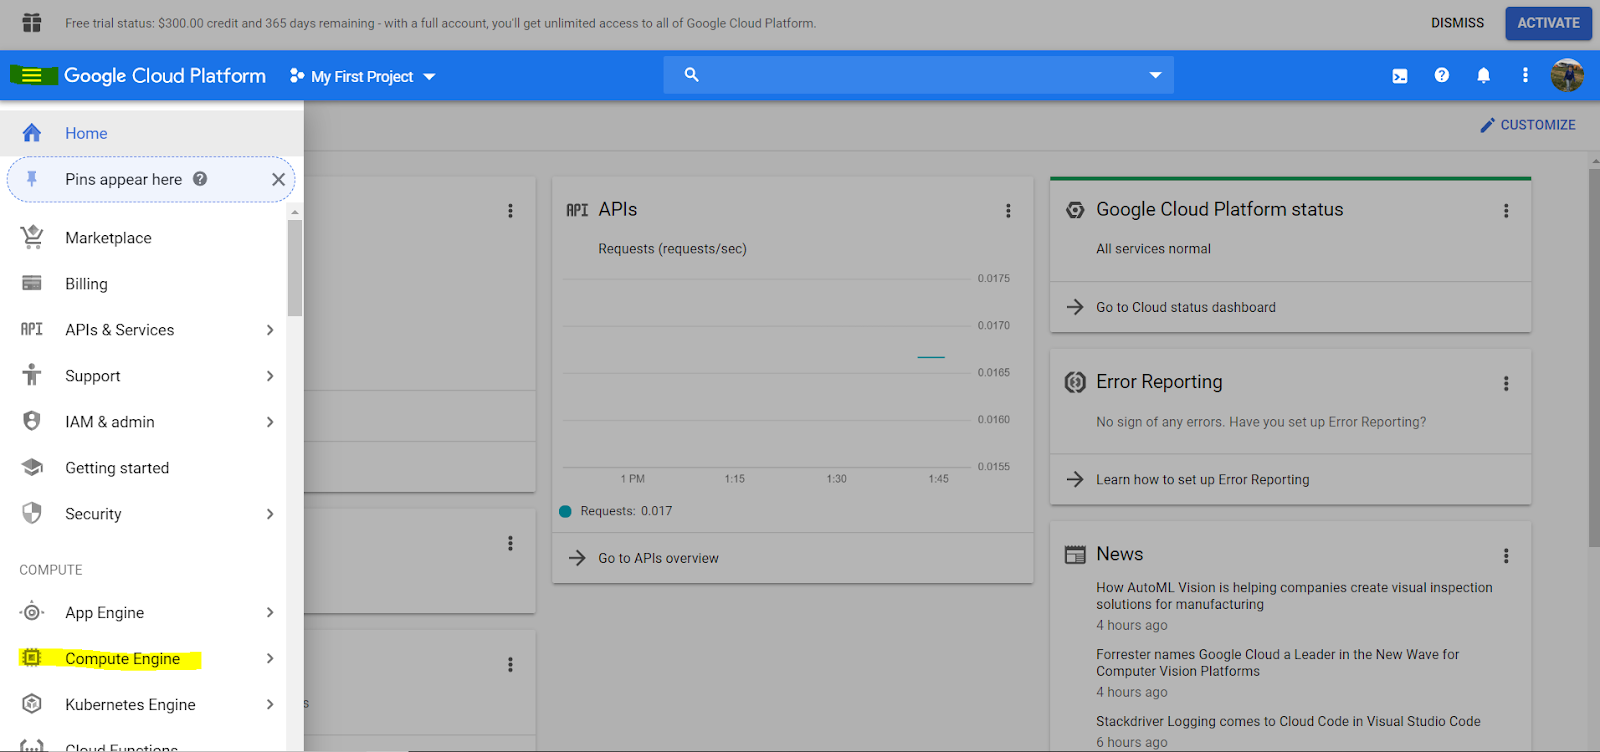 Free trial status: $300.00 credit and 365 days remaining - with a full account, you'll get unlimited access to all of Google Cloud Platform.
DISMISS
ACTIVATE
Google Cloud Platform
My First Project
CUSTOMIZE
Home
Pins appear here
Marketplace
Billing
API
APIs & Services
Support
IAM & admin
Getting started
Security
COMPUTE
App Engine
Compute Engine
Kubernetes Engine
Cloud Functions
s
API APIs
Requests (requests/sec)
0.0175
0.0170
0.0165
0.0160
0.0155
1 PM
1:15
1:30
1:45
Requests: 0.017
Go to APIs overview
Google Cloud Platform status
All services normal
Go to Cloud status dashboard
Error Reporting
No sign of any errors. Have you set up Error Reporting?
Learn how to set up Error Reporting
News
How AutoML Vision is helping companies create visual inspection
solutions for manufacturing
4 hours ago
Forrester names Google Cloud a Leader in the New Wave for
Computer Vision Platforms
4 hours ago
Stackdriver Logging comes to Cloud Code in Visual Studio Code
6 hours ago